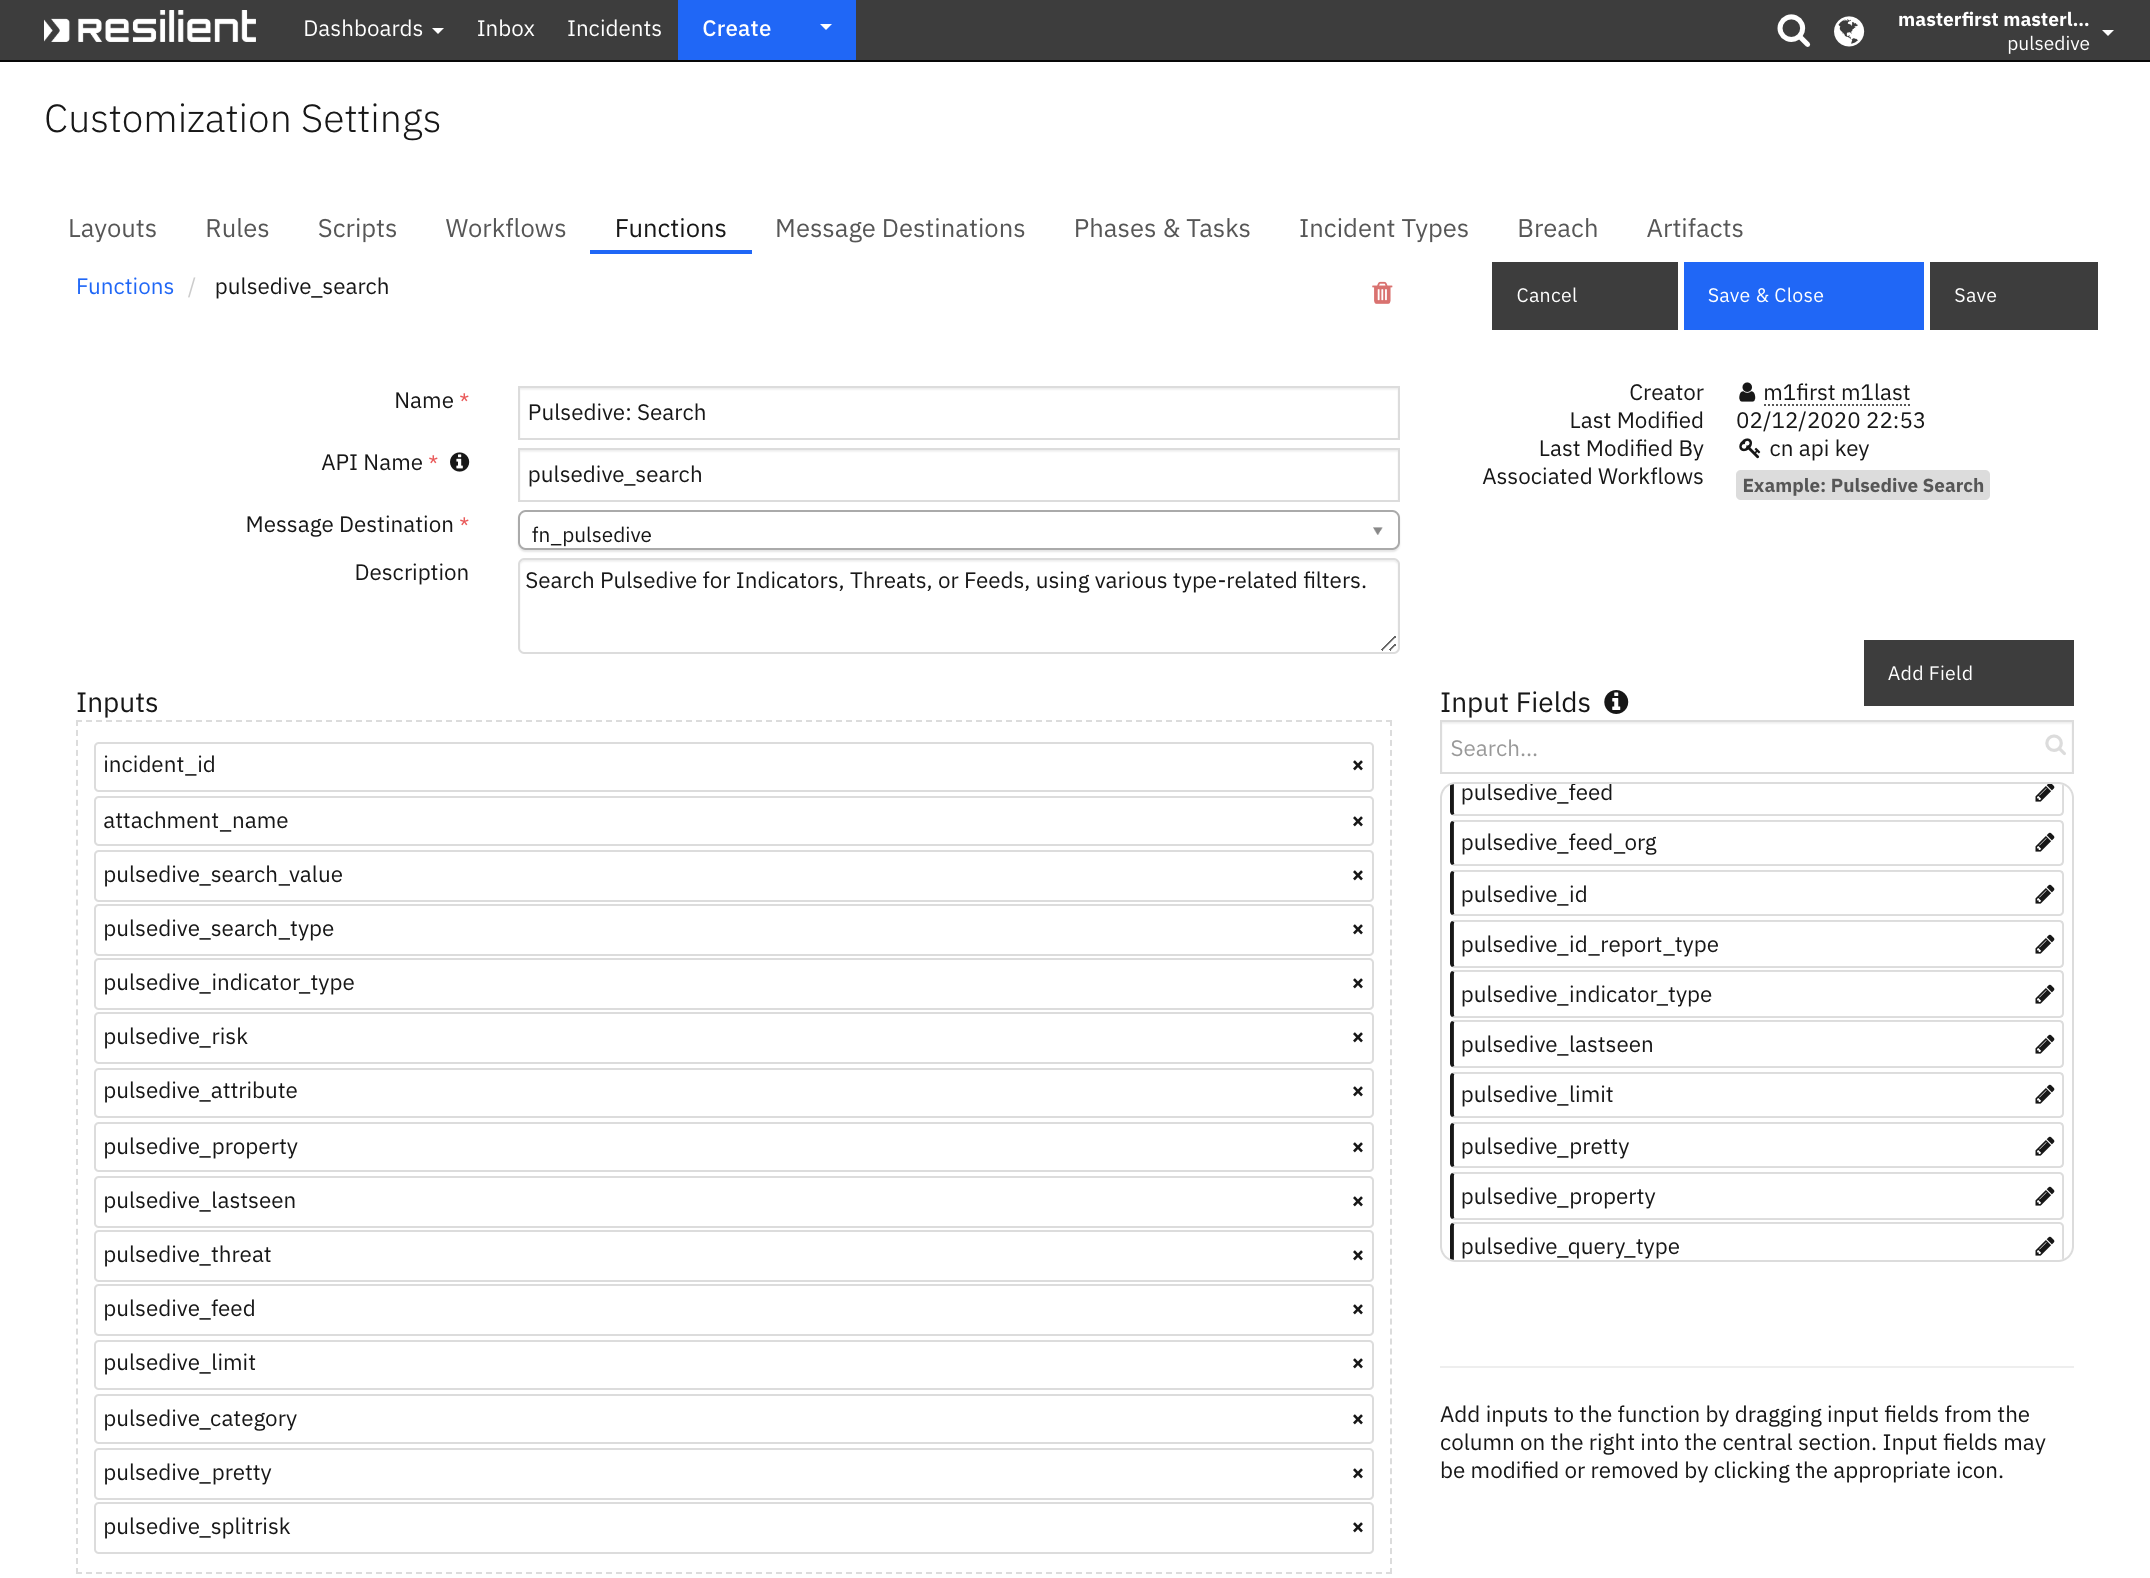 Resilient
Dashboards
Inbox
Incidents
Create
masterfirst masterl...
pulsedive
Customization Settings
Layouts
Rules
Scripts
Workflows
Functions
Message Destinations
Phases & Tasks
Incident Types
Breach
Artifacts
Functions / pulsedive_search
Cancel
Save & Close
Save
Name *
Pulsedive: Search
API Name *
pulsedive_search
Message Destination *
fn_pulsedive
Description
Search Pulsedive for Indicators, Threats, or Feeds, using various type-related filters.
Creator
m1first m1last
Last Modified
02/12/2020 22:53
Last Modified By
cn api key
Associated Workflows
Example: Pulsedive Search
Inputs
incident_id
attachment_name
pulsedive_search_value
pulsedive_search_type
pulsedive_indicator_type
pulsedive_risk
pulsedive_attribute
pulsedive_property
pulsedive_lastseen
pulsedive_threat
pulsedive_feed
pulsedive_limit
pulsedive_category
pulsedive_pretty
pulsedive_splitrisk
Add Field
Input Fields
Search...
pulsedive_feed
pulsedive_feed_org
pulsedive_id
pulsedive_id_report_type
pulsedive_indicator_type
pulsedive_lastseen
pulsedive_limit
pulsedive_pretty
pulsedive_property
pulsedive_query_type
Add inputs to the function by dragging input fields from the
column on the right into the central section. Input fields may
be modified or removed by clicking the appropriate icon.